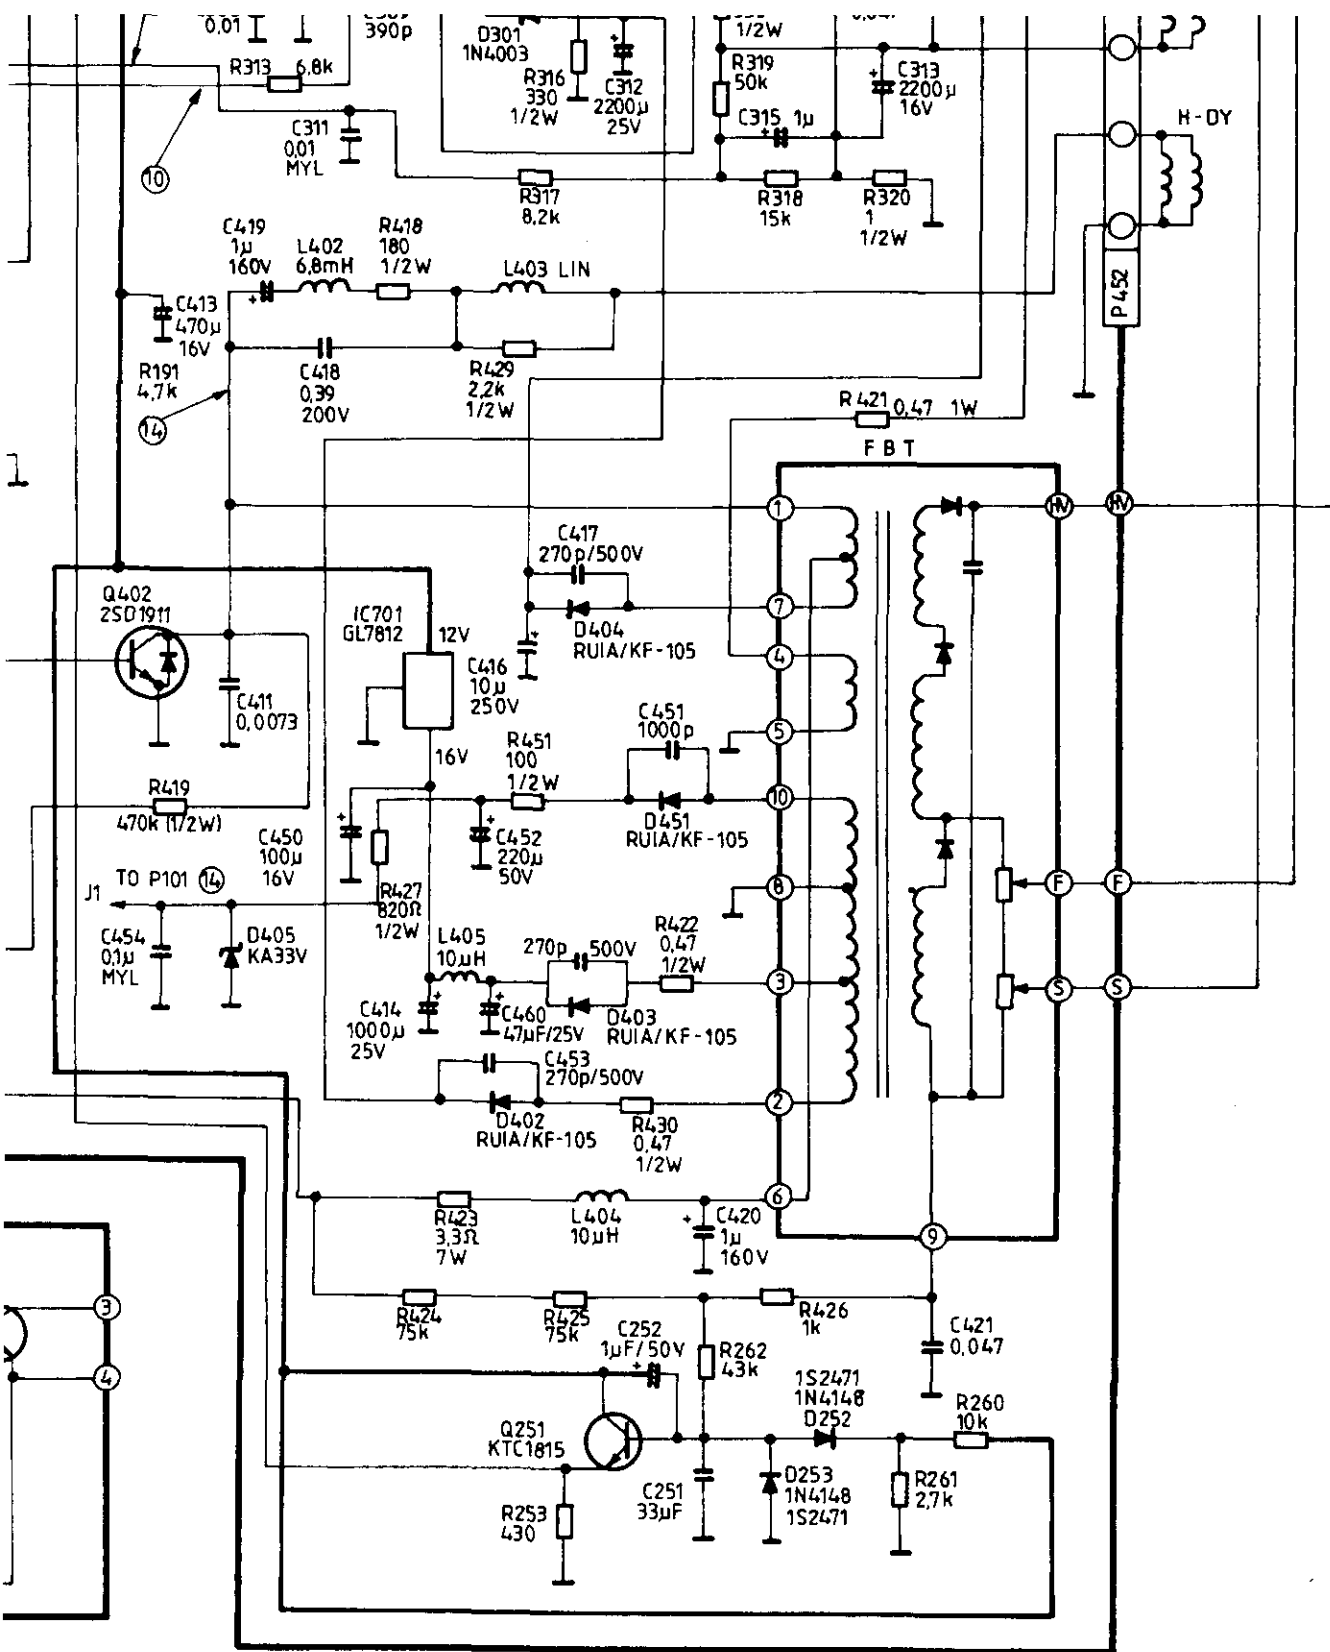 0,01
390p
D301
1N4003
R316
330
1/2W
C312
2200µ
25V
1/2W
R319
50k
C313
2200µ
16V
C315 1µ
H-DY
R313 6,8k
C311
0,01
MYL
10
R317
8,2k
R318
15k
R320
1
1/2W
C419
1µ
160V
L402
6,8mH
R418
180
1/2W
L403 LIN
P452
C413
470µ
16V
R191
4,7k
14
C418
0,39
200V
R429
2,2k
1/2W
R421 0,47 1W
FBT
1
HV
HV
C417
270p/500V
7
D404
RUIA/KF-105
Q402
2SD1911
IC701
GL7812
12V
C416
10µ
250V
4
5
C411
0,0073
16V
R451
100
1/2W
C451
1000p
10
D451
RUIA/KF-105
R419
470k (1/2W)
C450
100µ
16V
C452
220µ
50V
TO P101 14
J1
R427
820Ω
1/2W
8
F
F
C454
0,1µ
MYL
D405
KA33V
L405
10µH
270p 500V
R422
0,47
1/2W
3
S
S
C414
1000µ
25V
C460
47µF/25V
D403
RUIA/KF-105
C453
270p/500V
D402
RUIA/KF-105
R430
0,47
1/2W
2
R423
3,3Ω
7W
L404
10µH
C420
1µ
160V
6
9
3
4
R424
75k
R425
75k
R426
1k
C421
0,047
C252
1µF/50V
R262
43k
1S2471
1N4148
D252
R260
10k
Q251
KTC1815
R253
430
C251
33µF
D253
1N4148
1S2471
R261
2,7k